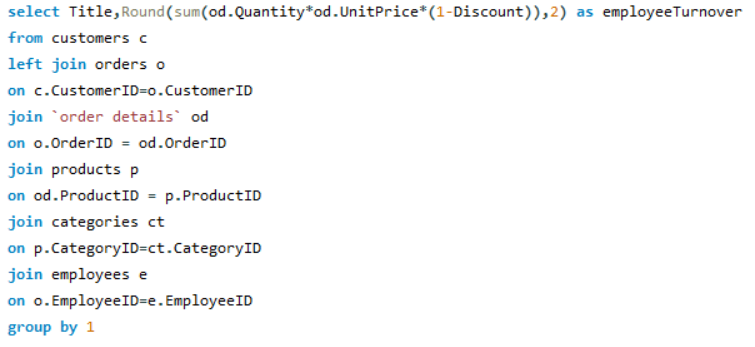 select Title,Round(sum(od.Quantity*od.UnitPrice*(1-Discount)),2) as employeeTurnover
from customers c
left join orders o
on c.CustomerID=o.CustomerID
join `order details` od
on o.OrderID = od.OrderID
join products p
on od.ProductID = p.ProductID
join categories ct
on p.CategoryID=ct.CategoryID
join employees e
on o.EmployeeID=e.EmployeeID
group by 1